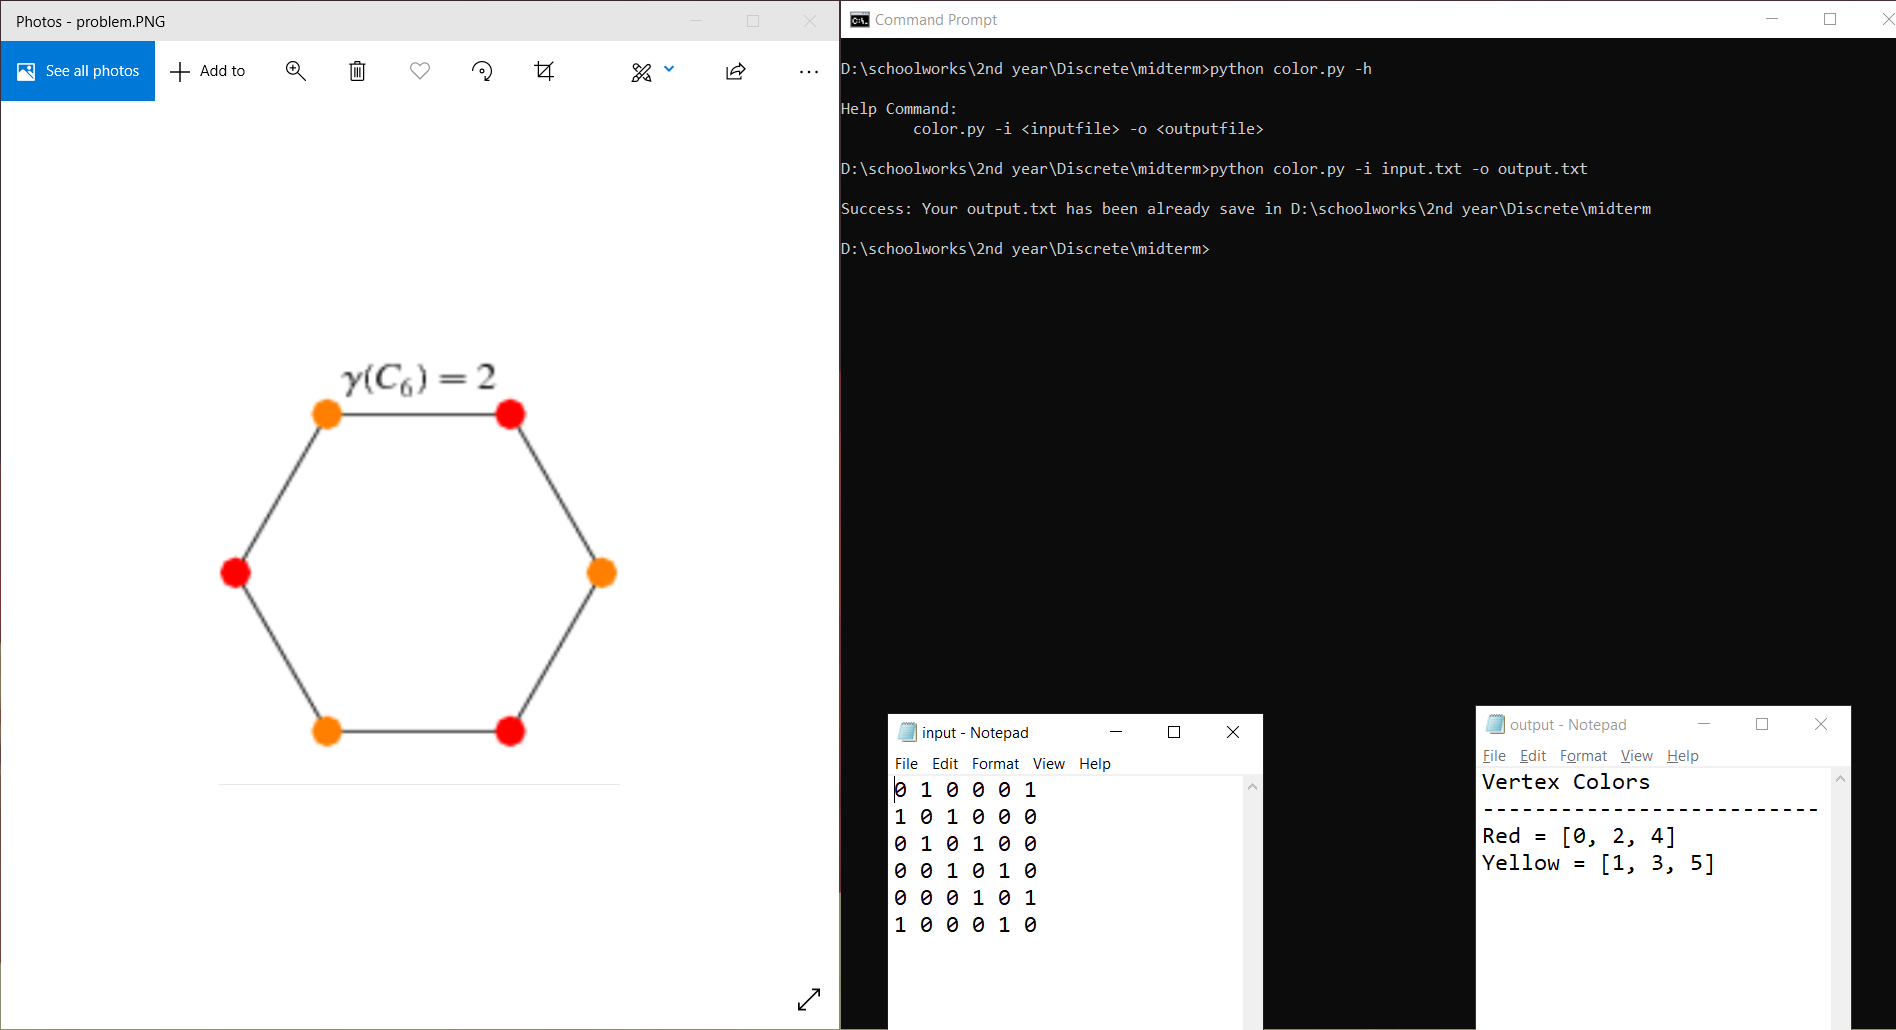 Photos - problem.PNG
See all photos
Add to
γ(C₆) = 2
Command Prompt
D:\schoolworks\2nd year\Discrete\midterm>python color.py -h
Help Command:
color.py -i <inputfile> -o <outputfile>
D:\schoolworks\2nd year\Discrete\midterm>python color.py -i input.txt -o output.txt
Success: Your output.txt has been already save in D:\schoolworks\2nd year\Discrete\midterm
D:\schoolworks\2nd year\Discrete\midterm>
input - Notepad
File Edit Format View Help
0 1 0 0 0 1
1 0 1 0 0 0
0 1 0 1 0 0
0 0 1 0 1 0
0 0 0 1 0 1
1 0 0 0 1 0
output - Notepad
File Edit Format View Help
Vertex Colors
--------------------------
Red = [0, 2, 4]
Yellow = [1, 3, 5]